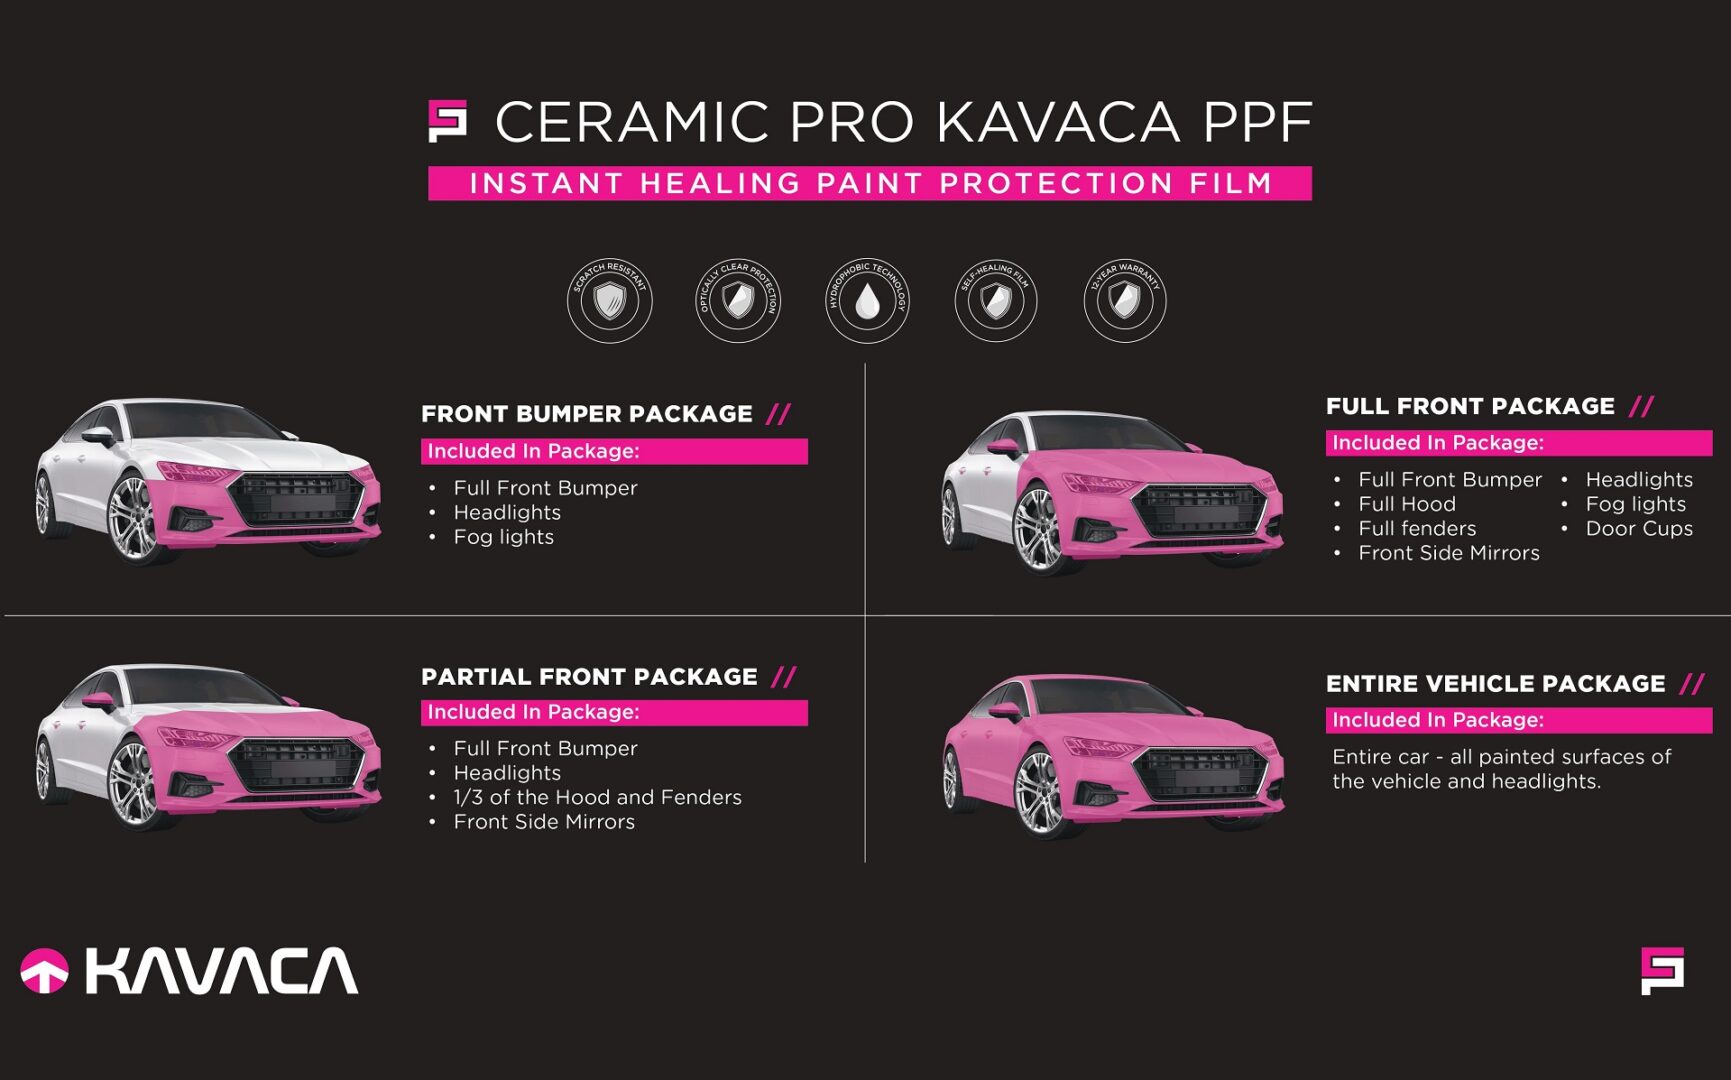 CERAMIC PRO KAVACA PPF
INSTANT HEALING PAINT PROTECTION FILM
SCRATCH RESISTANT
OPTICALLY CLEAR PROTECTION
HYDROPHOBIC TECHNOLOGY
SELF-HEALING FILM
12-YEAR WARRANTY
FRONT BUMPER PACKAGE //
Included In Package:
• Full Front Bumper
• Headlights
• Fog lights
FULL FRONT PACKAGE //
Included In Package:
• Full Front Bumper
• Full Hood
• Full fenders
• Front Side Mirrors
• Headlights
• Fog lights
• Door Cups
PARTIAL FRONT PACKAGE //
Included In Package:
• Full Front Bumper
• Headlights
• 1/3 of the Hood and Fenders
• Front Side Mirrors
ENTIRE VEHICLE PACKAGE //
Included In Package:
Entire car - all painted surfaces of
the vehicle and headlights.
KAVACA